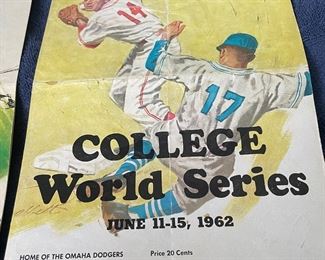 14
17
COLLEGE
World Series
JUNE 11-15, 1962
HOME OF THE OMAHA DODGERS Price 20 Cents